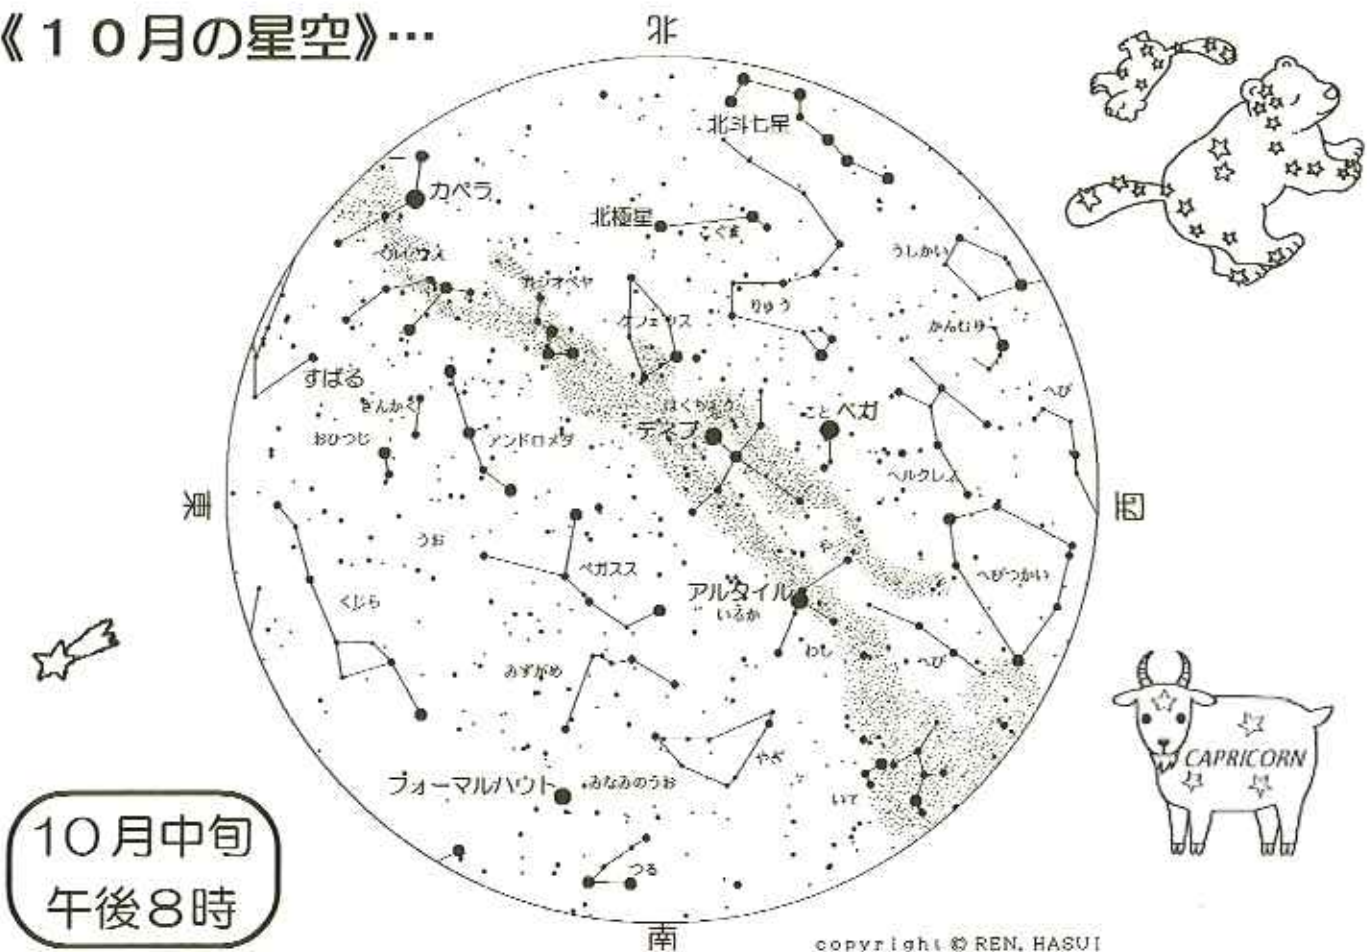 《10月の星空》…
北
北斗七星
カペラ
北極星
こぐま
うしかい
ペルセウス
カシオペヤ
りゅう
ケフェウス
かんむり
すばる
へび
さんかく
はくちょう
こと
ベガ
おひつじ
アンドロメダ
デネブ
ヘルクレス
東
西
うお
や
ペガスス
へびつかい
くじら
アルタイル
いるか
わし
へび
みずがめ
やぎ
CAPRICORN
フォーマルハウト
みなみのうお
いて
10月中旬
午後8時
つる
南
copyright © REN. HASUI